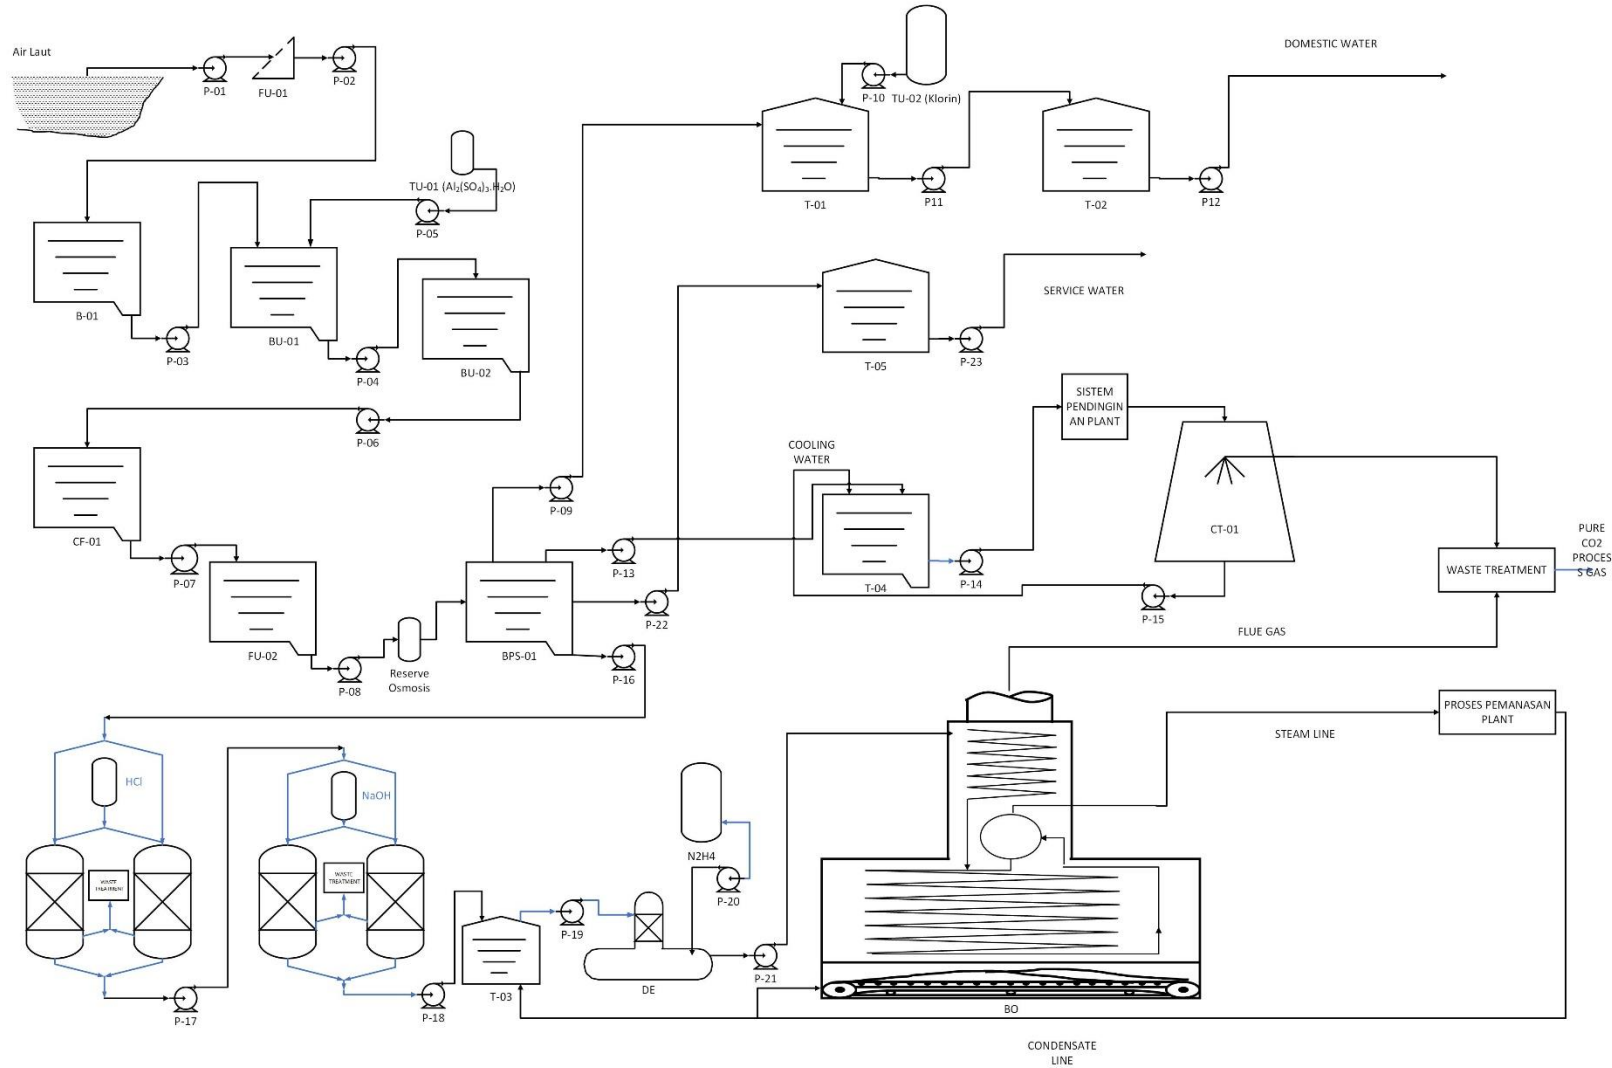 Air Laut
P-01
FU-01
P-02
TU-02 (Klorin)
P-10
DOMESTIC WATER
TU-01 (Al₂(SO₄)₃.H₂O)
P-05
T-01
P11
T-02
P12
B-01
P-03
BU-01
P-04
BU-02
P-06
SERVICE WATER
T-05
P-23
SISTEM
PENDINGIN
AN PLANT
COOLING
WATER
P-09
CF-01
P-07
P-13
T-04
P-14
CT-01
P-15
PURE
CO2
PROCES
S GAS
WASTE TREATMENT
FU-02
P-08
Reserve
Osmosis
BPS-01
P-22
P-16
FLUE GAS
PROSES PEMANASAN
PLANT
STEAM LINE
HCl
NaOH
WASTE
TREATMENT
WASTE
TREATMENT
N2H4
P-20
P-19
P-17
P-18
T-03
DE
P-21
BO
CONDENSATE
LINE